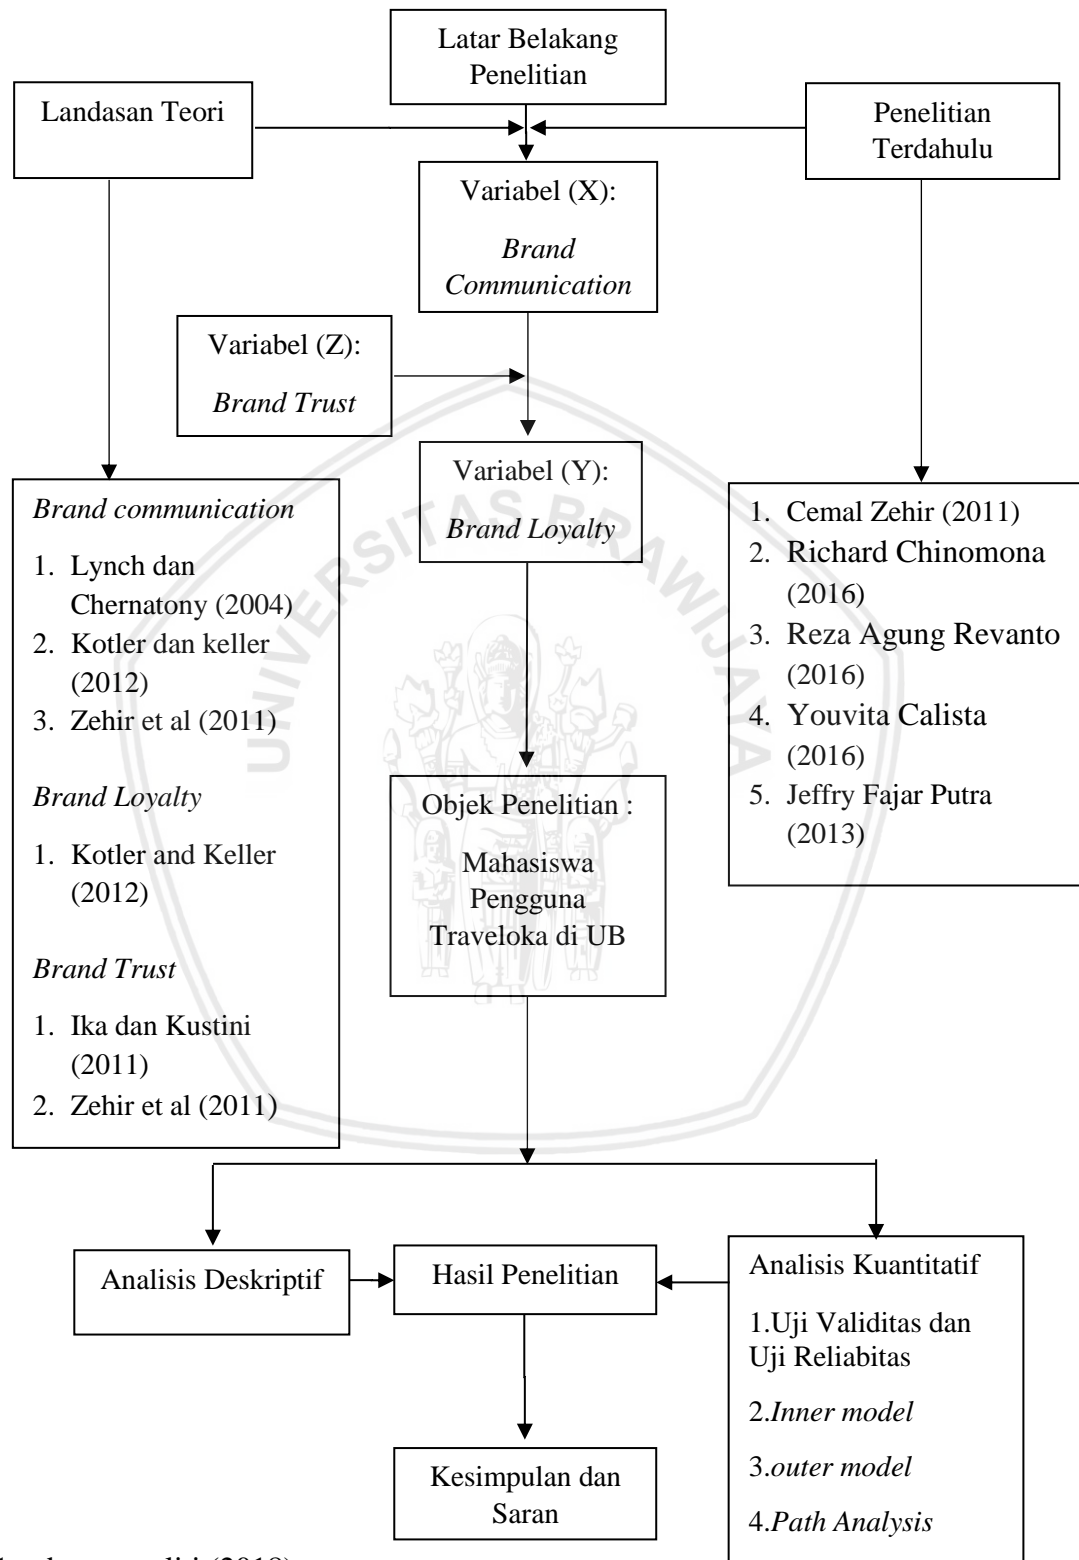 Latar Belakang
Penelitian
Landasan Teori
Penelitian
Terdahulu
Variabel (X):
Brand
Communication
Variabel (Z):
Brand Trust
Variabel (Y):
Brand Loyalty
Brand communication
1. Lynch dan
Chernatony (2004)
2. Kotler dan keller
(2012)
3. Zehir et al (2011)
Brand Loyalty
1. Kotler and Keller
(2012)
Brand Trust
1. Ika dan Kustini
(2011)
2. Zehir et al (2011)
1. Cemal Zehir (2011)
2. Richard Chinomona
(2016)
3. Reza Agung Revanto
(2016)
4. Youvita Calista
(2016)
5. Jeffry Fajar Putra
(2013)
UNIVERSITAS BRAWIJAYA
Objek Penelitian :
Mahasiswa
Pengguna
Traveloka di UB
Analisis Deskriptif
Hasil Penelitian
Analisis Kuantitatif
1.Uji Validitas dan
Uji Reliabitas
2.Inner model
3.outer model
4.Path Analysis
Kesimpulan dan
Saran